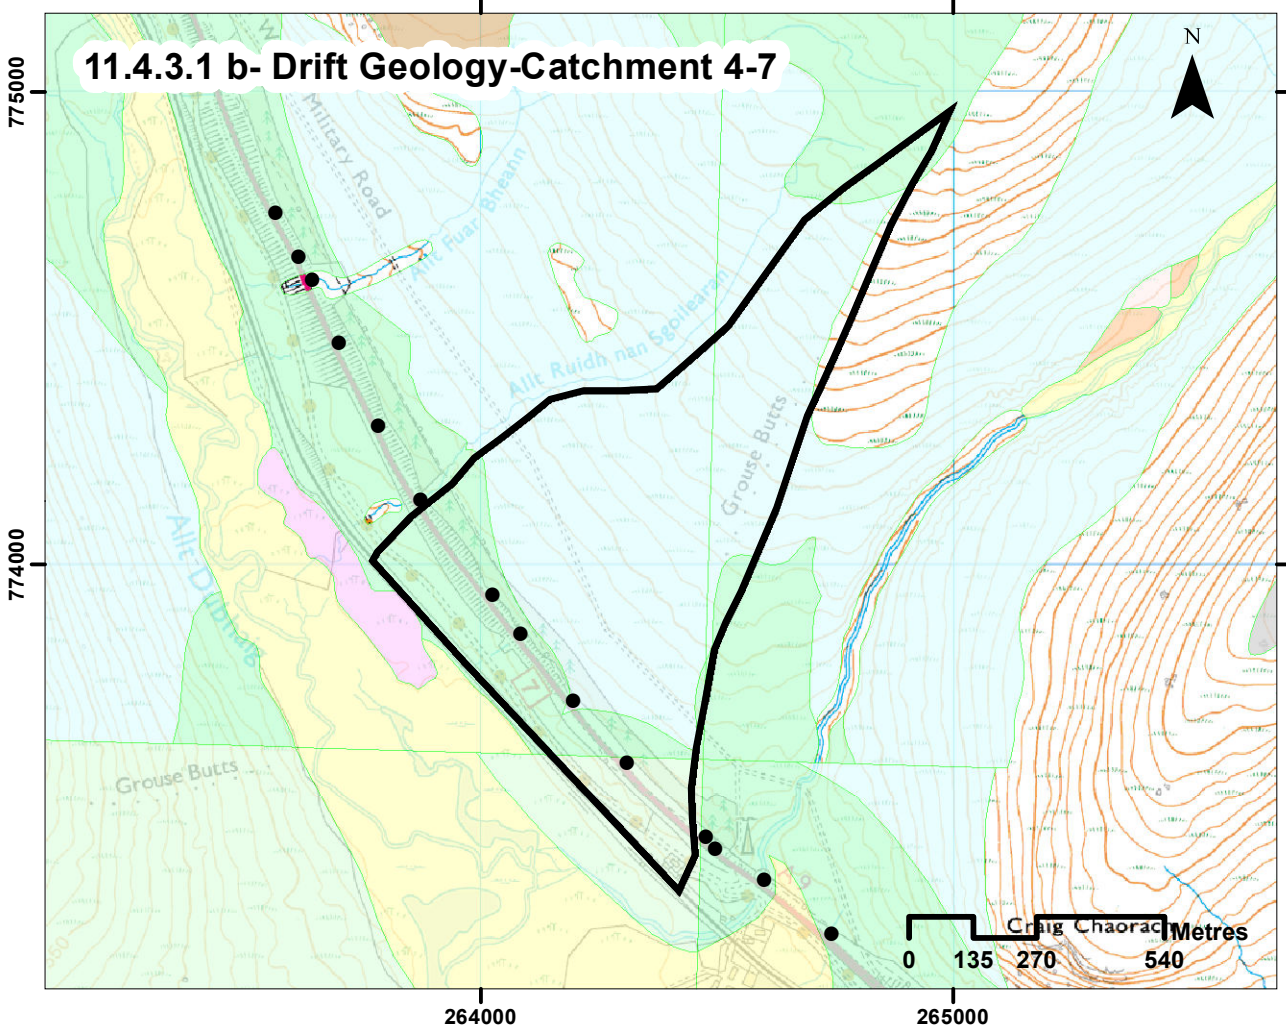 11.4.3.1 b- Drift Geology-Catchment 4-7
N
775000
Military Road
Allt Fuar Bheann
Allt Ruidh nan Sgoilearan
Grouse Butts
774000
Allt Dubhaig
7
Grouse Butts
A 9
Craig Chaorach
Metres
0 135 270 540
264000 265000